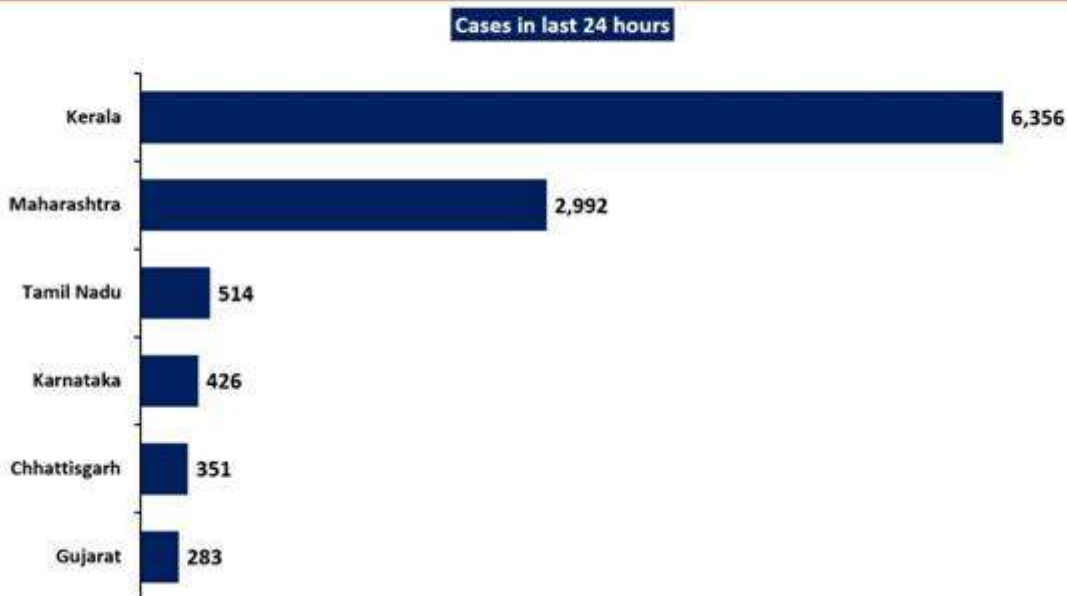 Cases in last 24 hours
Kerala 6,356
Maharashtra 2,992
Tamil Nadu 514
Karnataka 426
Chhattisgarh 351
Gujarat 283